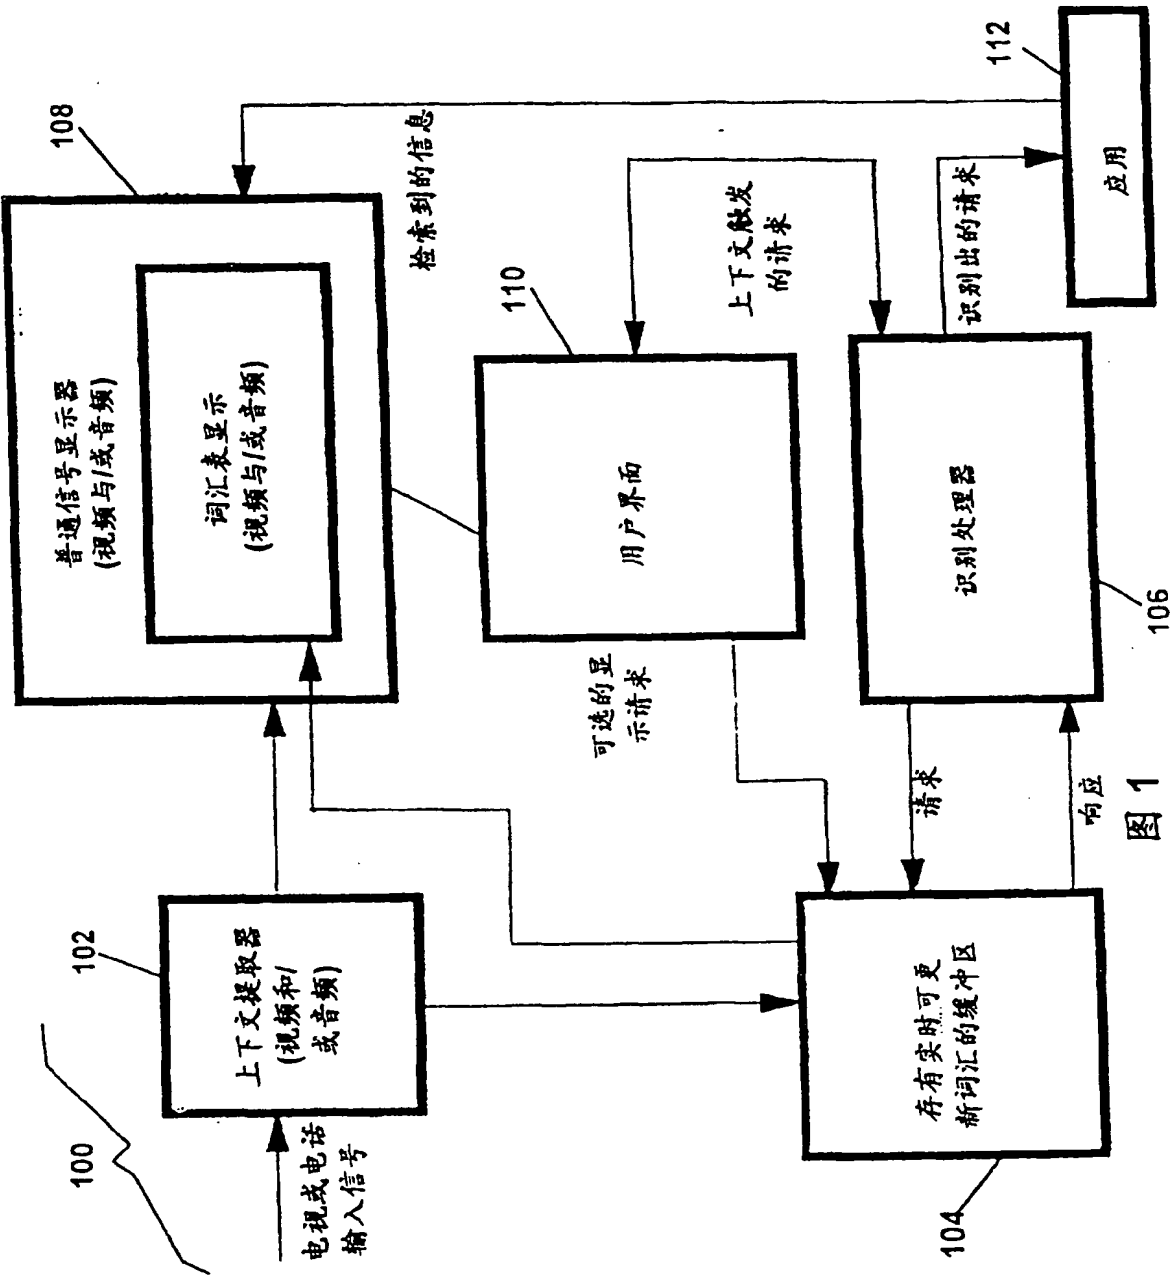 100
电视或电话
输入信号
102
上下文提取器
(视频和/
或音频)
普通信号显示器
(视频与/或音频)
108
词汇表显示
(视频与/或音频)
检索到的信息
110
用户界面
可选的显
示请求
上下文触发
的请求
104
存有实时可更
新词汇的缓冲区
请求
响应
识别处理器
106
识别出的请求
112
应用
图 1